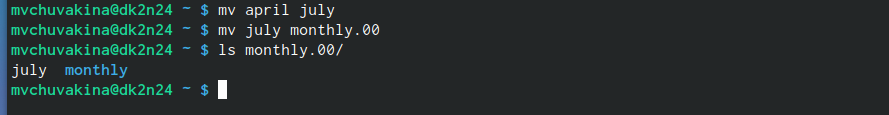 mvchuvakina@dk2n24 ~ $ mv april july
mvchuvakina@dk2n24 ~ $ mv july monthly.00
mvchuvakina@dk2n24 ~ $ ls monthly.00/
july  monthly
mvchuvakina@dk2n24 ~ $